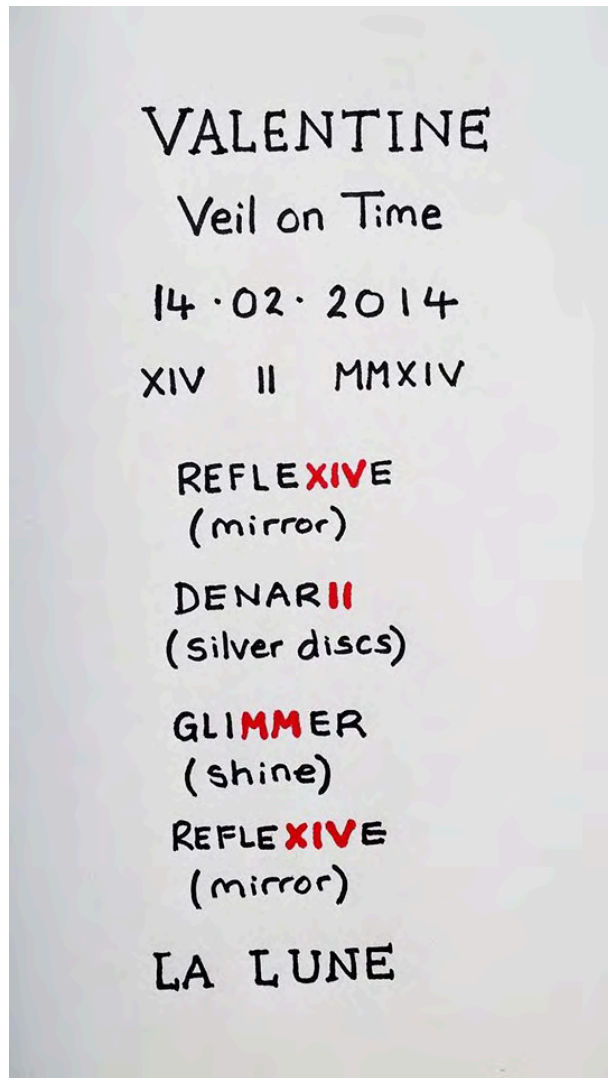 VALENTINE
Veil on Time
14·02·2014
XIV II MMXIV
REFLEXIVE
(mirror)
DENARII
(silver discs)
GLIMMER
(shine)
REFLEXIVE
(mirror)
LA LUNE